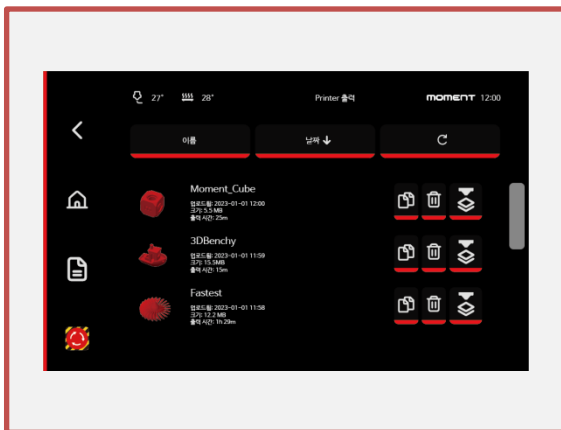 27° 28° Printer 출력 moment 12:00
이름 날짜
Moment_Cube
업로드됨: 2023-01-01 12:00
크기: 5.5 MB
출력 시간: 25m
3DBenchy
업로드됨: 2023-01-01 11:59
크기: 15.5MB
출력 시간: 15m
Fastest
업로드됨: 2023-01-01 11:58
크기: 12.2 MB
출력 시간: 1h 29m